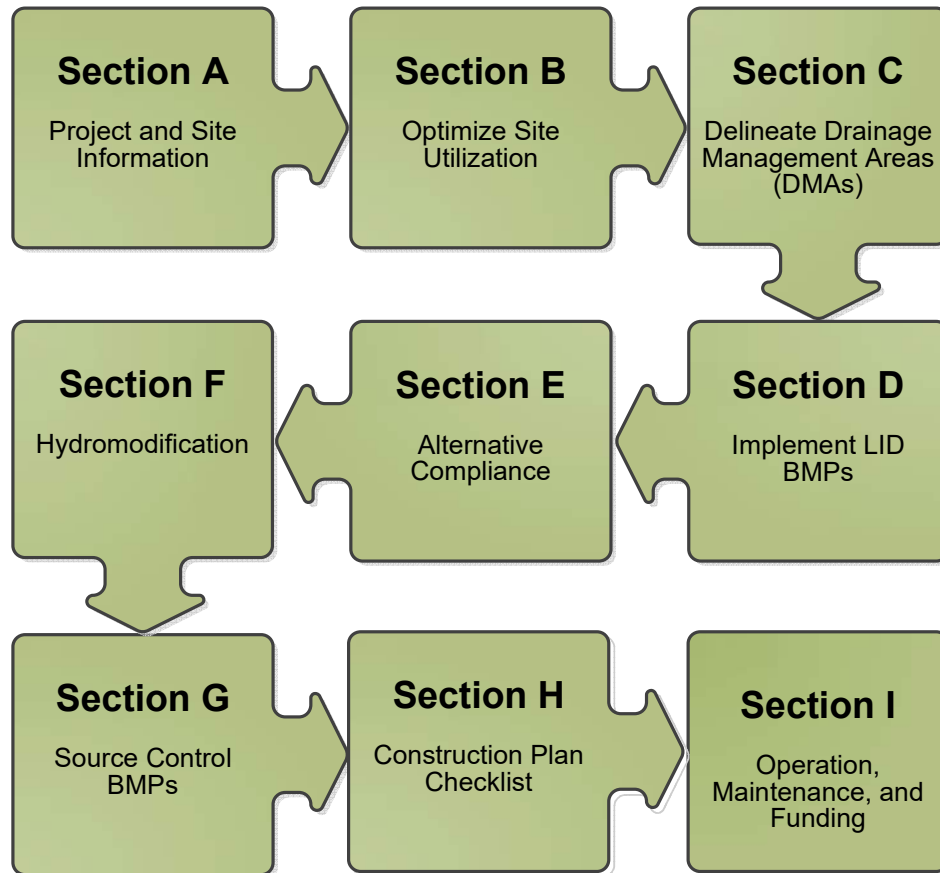 Section A
Project and Site
Information
Section B
Optimize Site
Utilization
Section C
Delineate Drainage
Management Areas
(DMAs)
Section D
Implement LID
BMPs
Section E
Alternative
Compliance
Section F
Hydromodification
Section G
Source Control
BMPs
Section H
Construction Plan
Checklist
Section I
Operation,
Maintenance, and
Funding